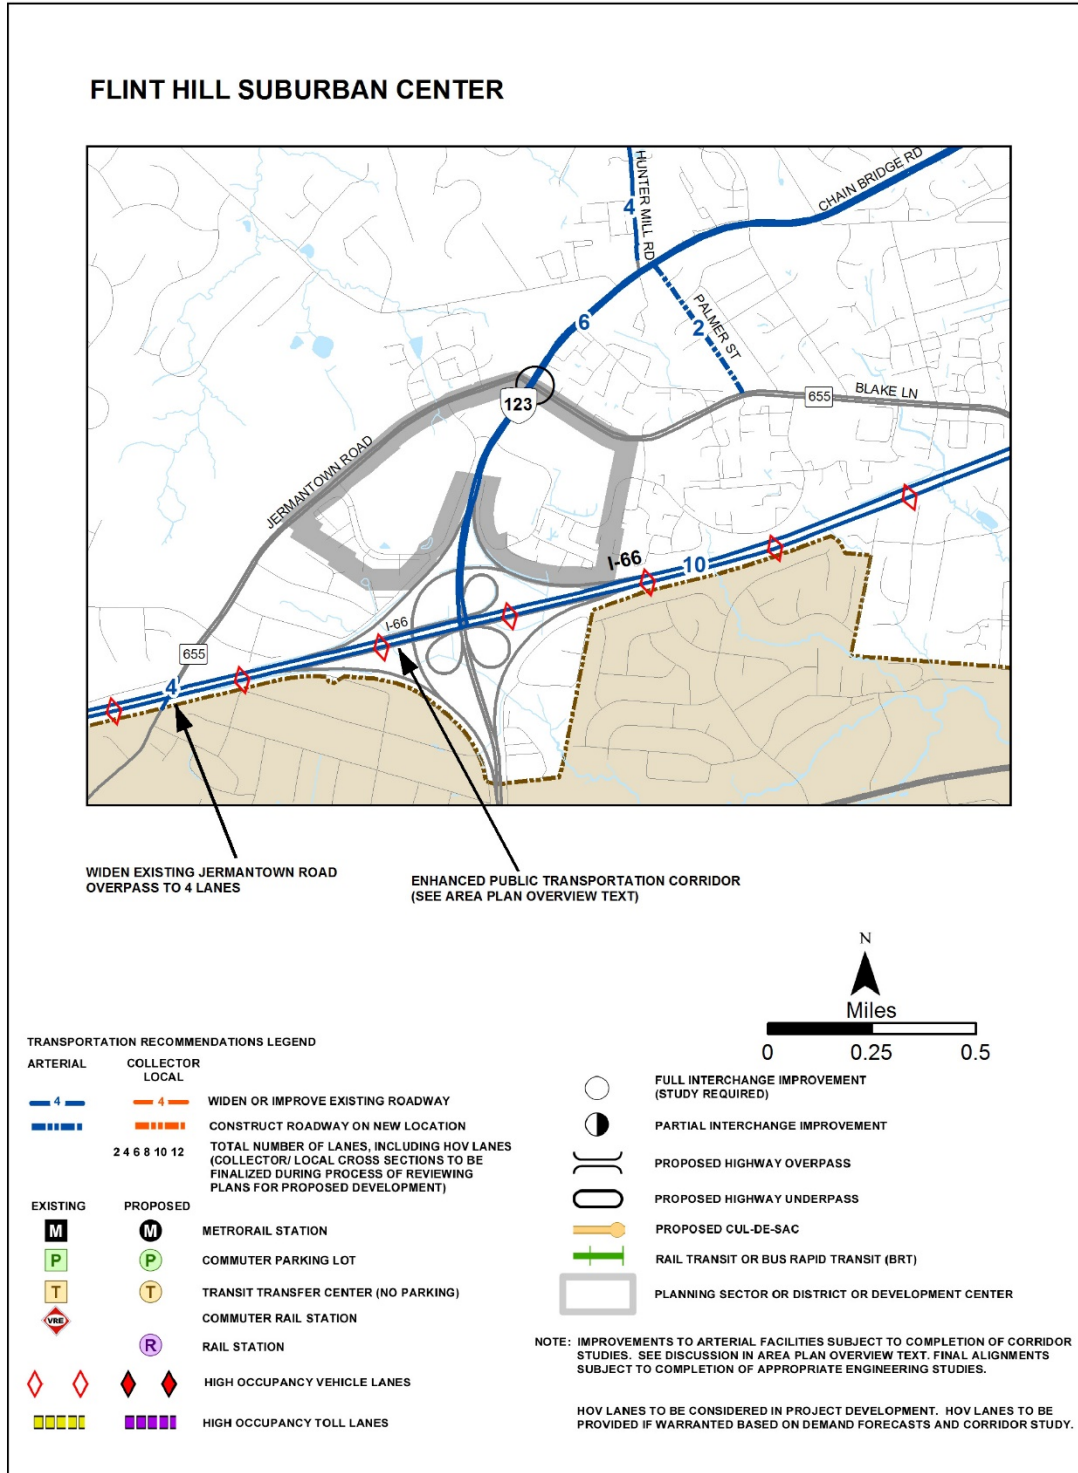 FLINT HILL SUBURBAN CENTER
HUNTER MILL RD
CHAIN BRIDGE RD
4
6
PALMER ST
2
123
655
BLAKE LN
JERMANTOWN ROAD
I-66
10
I-66
655
4
WIDEN EXISTING JERMANTOWN ROAD
OVERPASS TO 4 LANES
ENHANCED PUBLIC TRANSPORTATION CORRIDOR
(SEE AREA PLAN OVERVIEW TEXT)
N
Miles
0 0.25 0.5
TRANSPORTATION RECOMMENDATIONS LEGEND
ARTERIAL COLLECTOR
LOCAL
4 4 WIDEN OR IMPROVE EXISTING ROADWAY
CONSTRUCT ROADWAY ON NEW LOCATION
2 4 6 8 10 12 TOTAL NUMBER OF LANES, INCLUDING HOV LANES
(COLLECTOR/ LOCAL CROSS SECTIONS TO BE
FINALIZED DURING PROCESS OF REVIEWING
PLANS FOR PROPOSED DEVELOPMENT)
EXISTING PROPOSED
M M METRORAIL STATION
P P COMMUTER PARKING LOT
T T TRANSIT TRANSFER CENTER (NO PARKING)
VRE COMMUTER RAIL STATION
R RAIL STATION
HIGH OCCUPANCY VEHICLE LANES
HIGH OCCUPANCY TOLL LANES
FULL INTERCHANGE IMPROVEMENT
(STUDY REQUIRED)
PARTIAL INTERCHANGE IMPROVEMENT
PROPOSED HIGHWAY OVERPASS
PROPOSED HIGHWAY UNDERPASS
PROPOSED CUL-DE-SAC
RAIL TRANSIT OR BUS RAPID TRANSIT (BRT)
PLANNING SECTOR OR DISTRICT OR DEVELOPMENT CENTER
NOTE: IMPROVEMENTS TO ARTERIAL FACILITIES SUBJECT TO COMPLETION OF CORRIDOR
STUDIES. SEE DISCUSSION IN AREA PLAN OVERVIEW TEXT. FINAL ALIGNMENTS
SUBJECT TO COMPLETION OF APPROPRIATE ENGINEERING STUDIES.
HOV LANES TO BE CONSIDERED IN PROJECT DEVELOPMENT. HOV LANES TO BE
PROVIDED IF WARRANTED BASED ON DEMAND FORECASTS AND CORRIDOR STUDY.